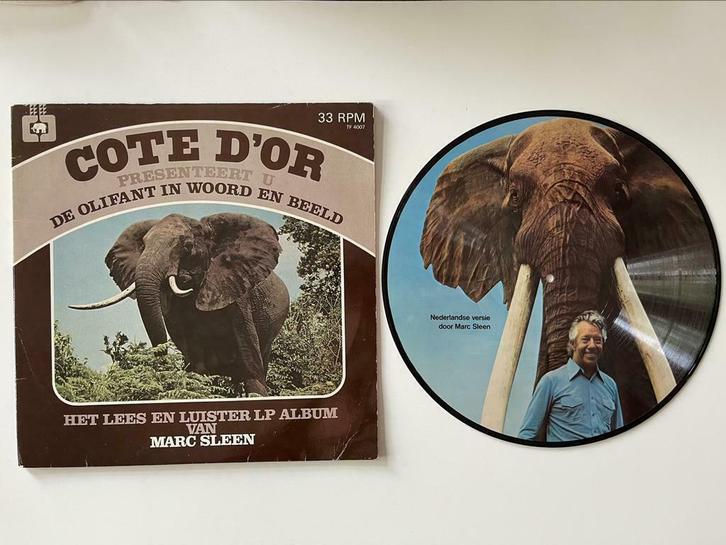 33 RPM
TF 4007
COTE D'OR
PRESENTEERT U
DE OLIFANT IN WOORD EN BEELD
HET LEES EN LUISTER LP ALBUM
VAN
MARC SLEEN
Nederlandse versie
door Marc Sleen